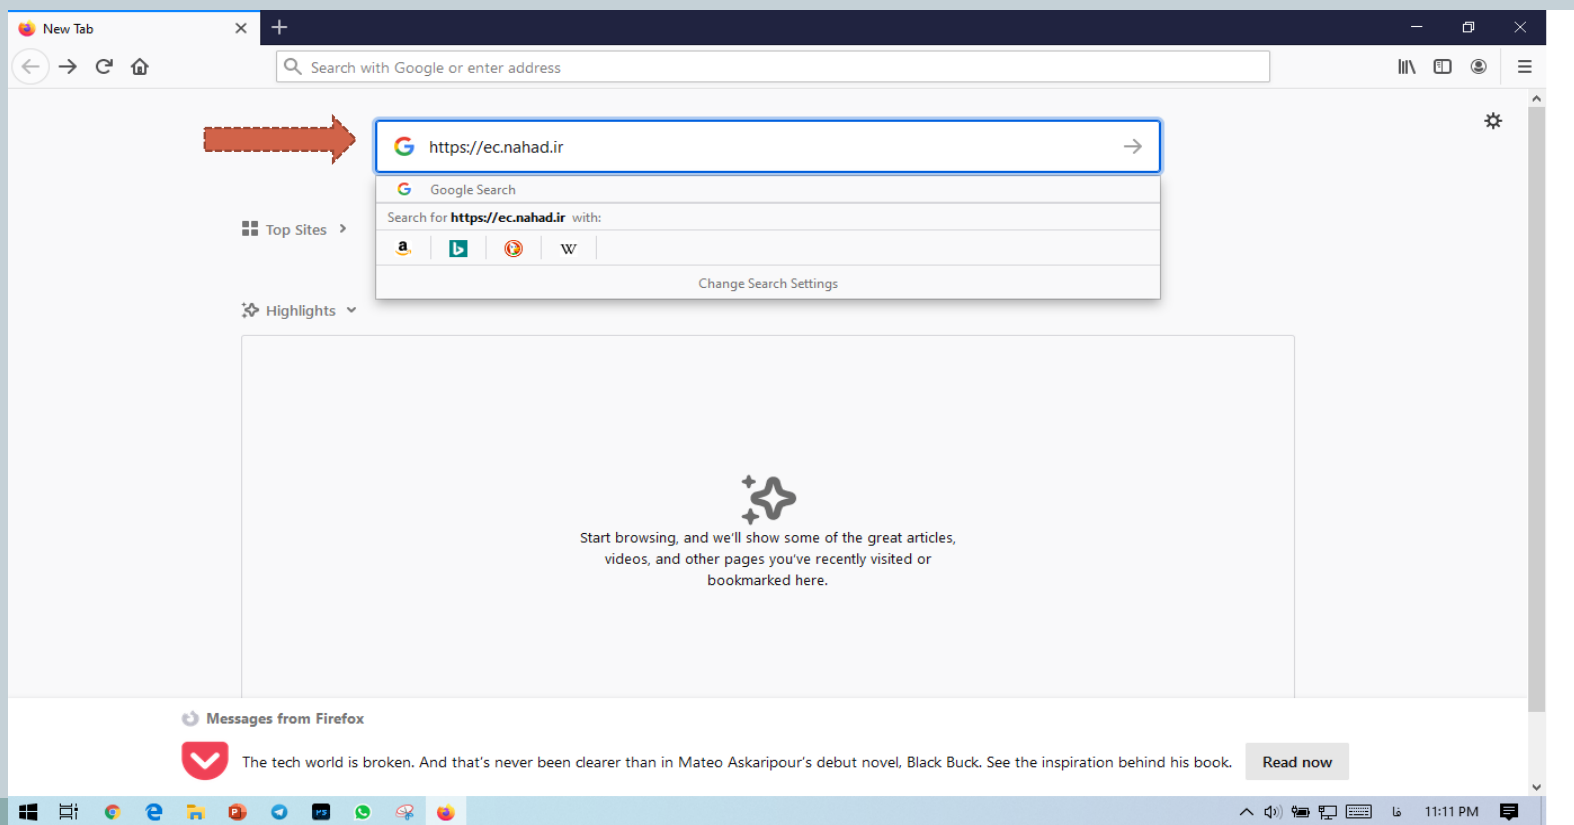 New Tab
Search with Google or enter address
https://ec.nahad.ir
Google Search
Search for https://ec.nahad.ir with:
Top Sites
Change Search Settings
Highlights
Start browsing, and we'll show some of the great articles,
videos, and other pages you've recently visited or
bookmarked here.
Messages from Firefox
The tech world is broken. And that's never been clearer than in Mateo Askaripour's debut novel, Black Buck. See the inspiration behind his book. Read now
فا 11:11 PM